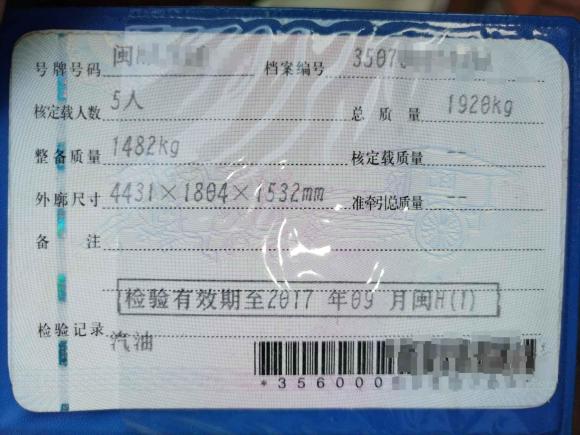 号牌号码 闽 档案编号 3507
核定载人数 5人 总质量 1920kg
整备质量 1482kg 核定载质量 --
外廓尺寸 4431×1804×1532mm 准牵引总质量 --
备注
检验有效期至2017 年09 月闽H(1)
检验记录
汽油
*356000